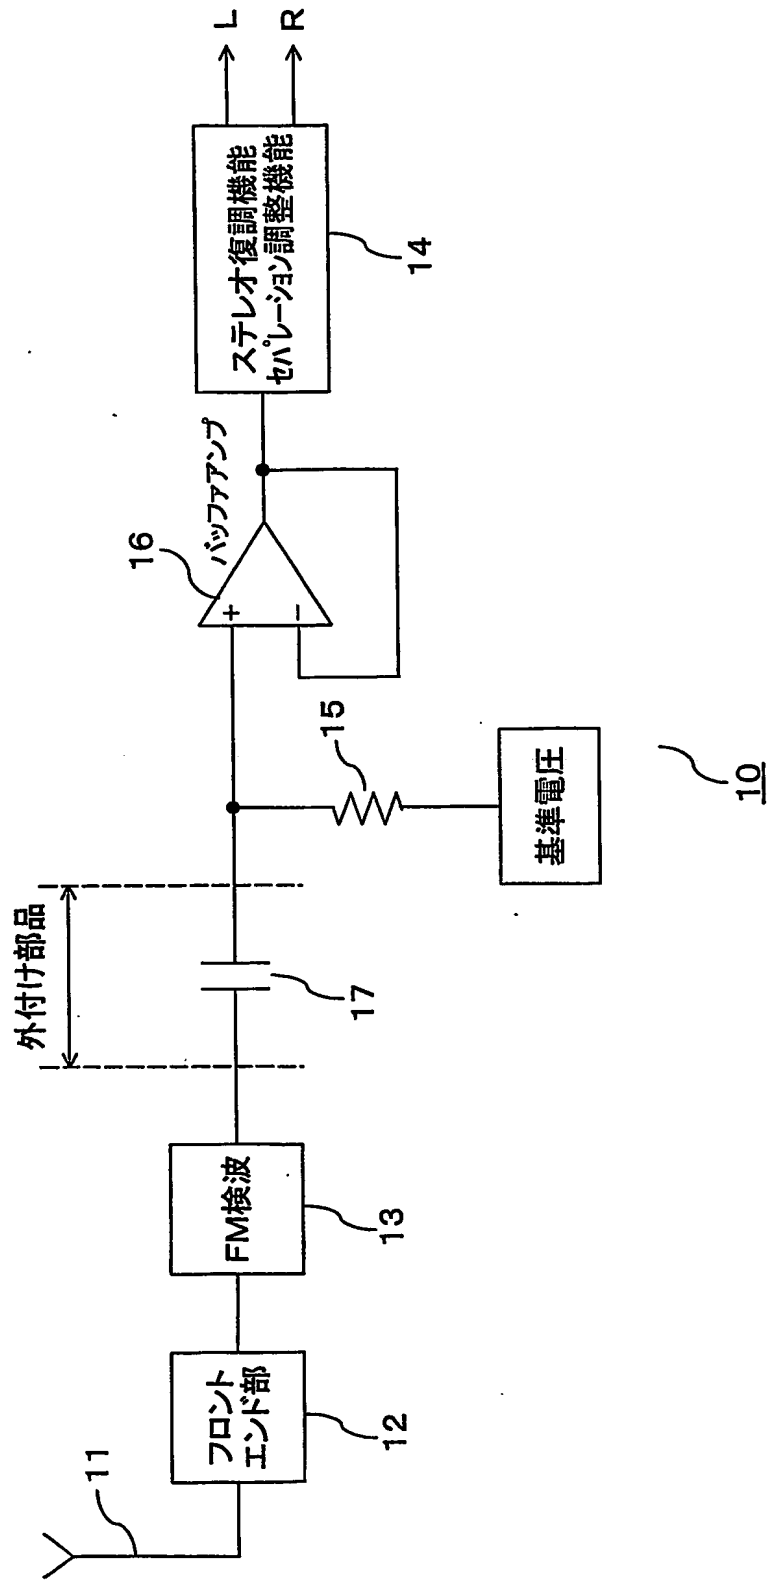 11
フロント
エンド部
12
FM検波
13
外付け部品
17
15
基準電圧
16
バッファアンプ
+
−
ステレオ復調機能
セパレーション調整機能
14
L
R
10